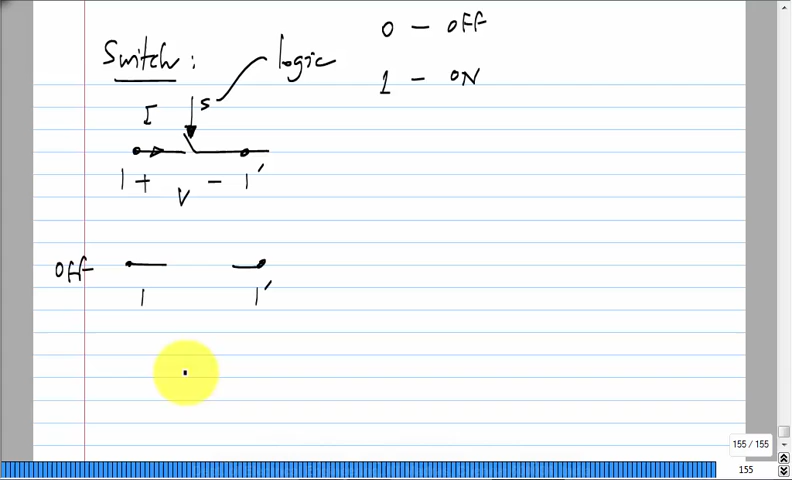 Switch : logic
0 - OFF
1 - ON
I S
1 + V - 1'
OFF
1 1'
155 / 155
155